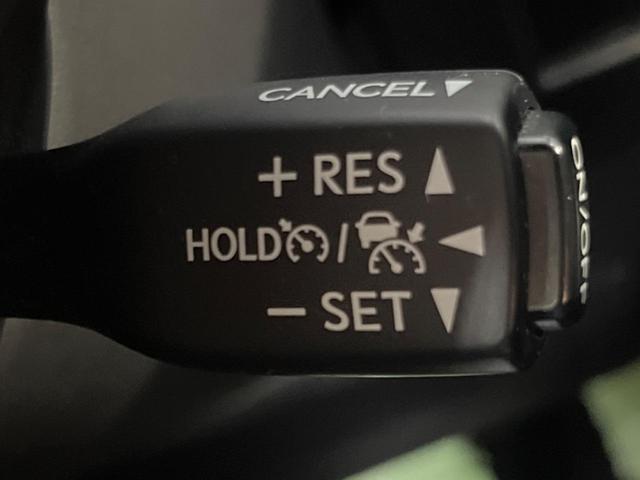 CANCEL
+ RES
HOLD /
- SET
ON/OFF